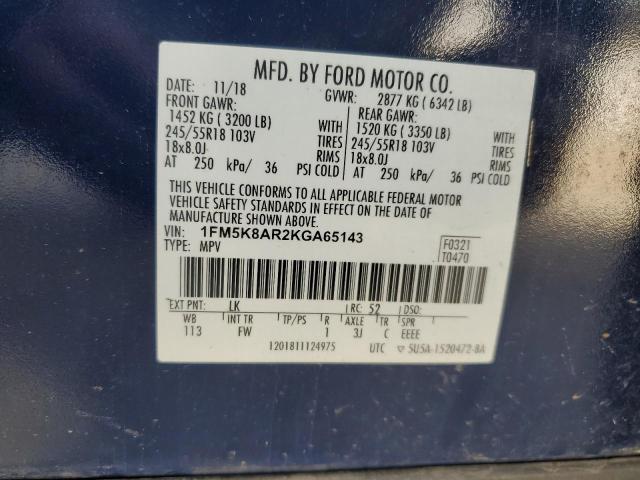 MFD. BY FORD MOTOR CO.
DATE: 11/18 GVWR: 2877 KG ( 6342 LB)
FRONT GAWR: REAR GAWR:
1452 KG ( 3200 LB) WITH 1520 KG ( 3350 LB) WITH
245/55R18 103V TIRES 245/55R18 103V TIRES
18x8.0J RIMS 18x8.0J RIMS
AT 250 kPa/ 36 PSI COLD AT 250 kPa/ 36 PSI COLD
THIS VEHICLE CONFORMS TO ALL APPLICABLE FEDERAL MOTOR
VEHICLE SAFETY STANDARDS IN EFFECT ON THE DATE OF
MANUFACTURE SHOWN ABOVE.
VIN: 1FM5K8AR2KGA65143
TYPE: MPV
F0321
T0470
EXT PNT: LK RC: 52 DSO:
WB INT TR TP/PS R AXLE TR SPR
113 FW 1 3J C EEEE
1201811124975 UTC ▽ 5U5A-1520472-8A